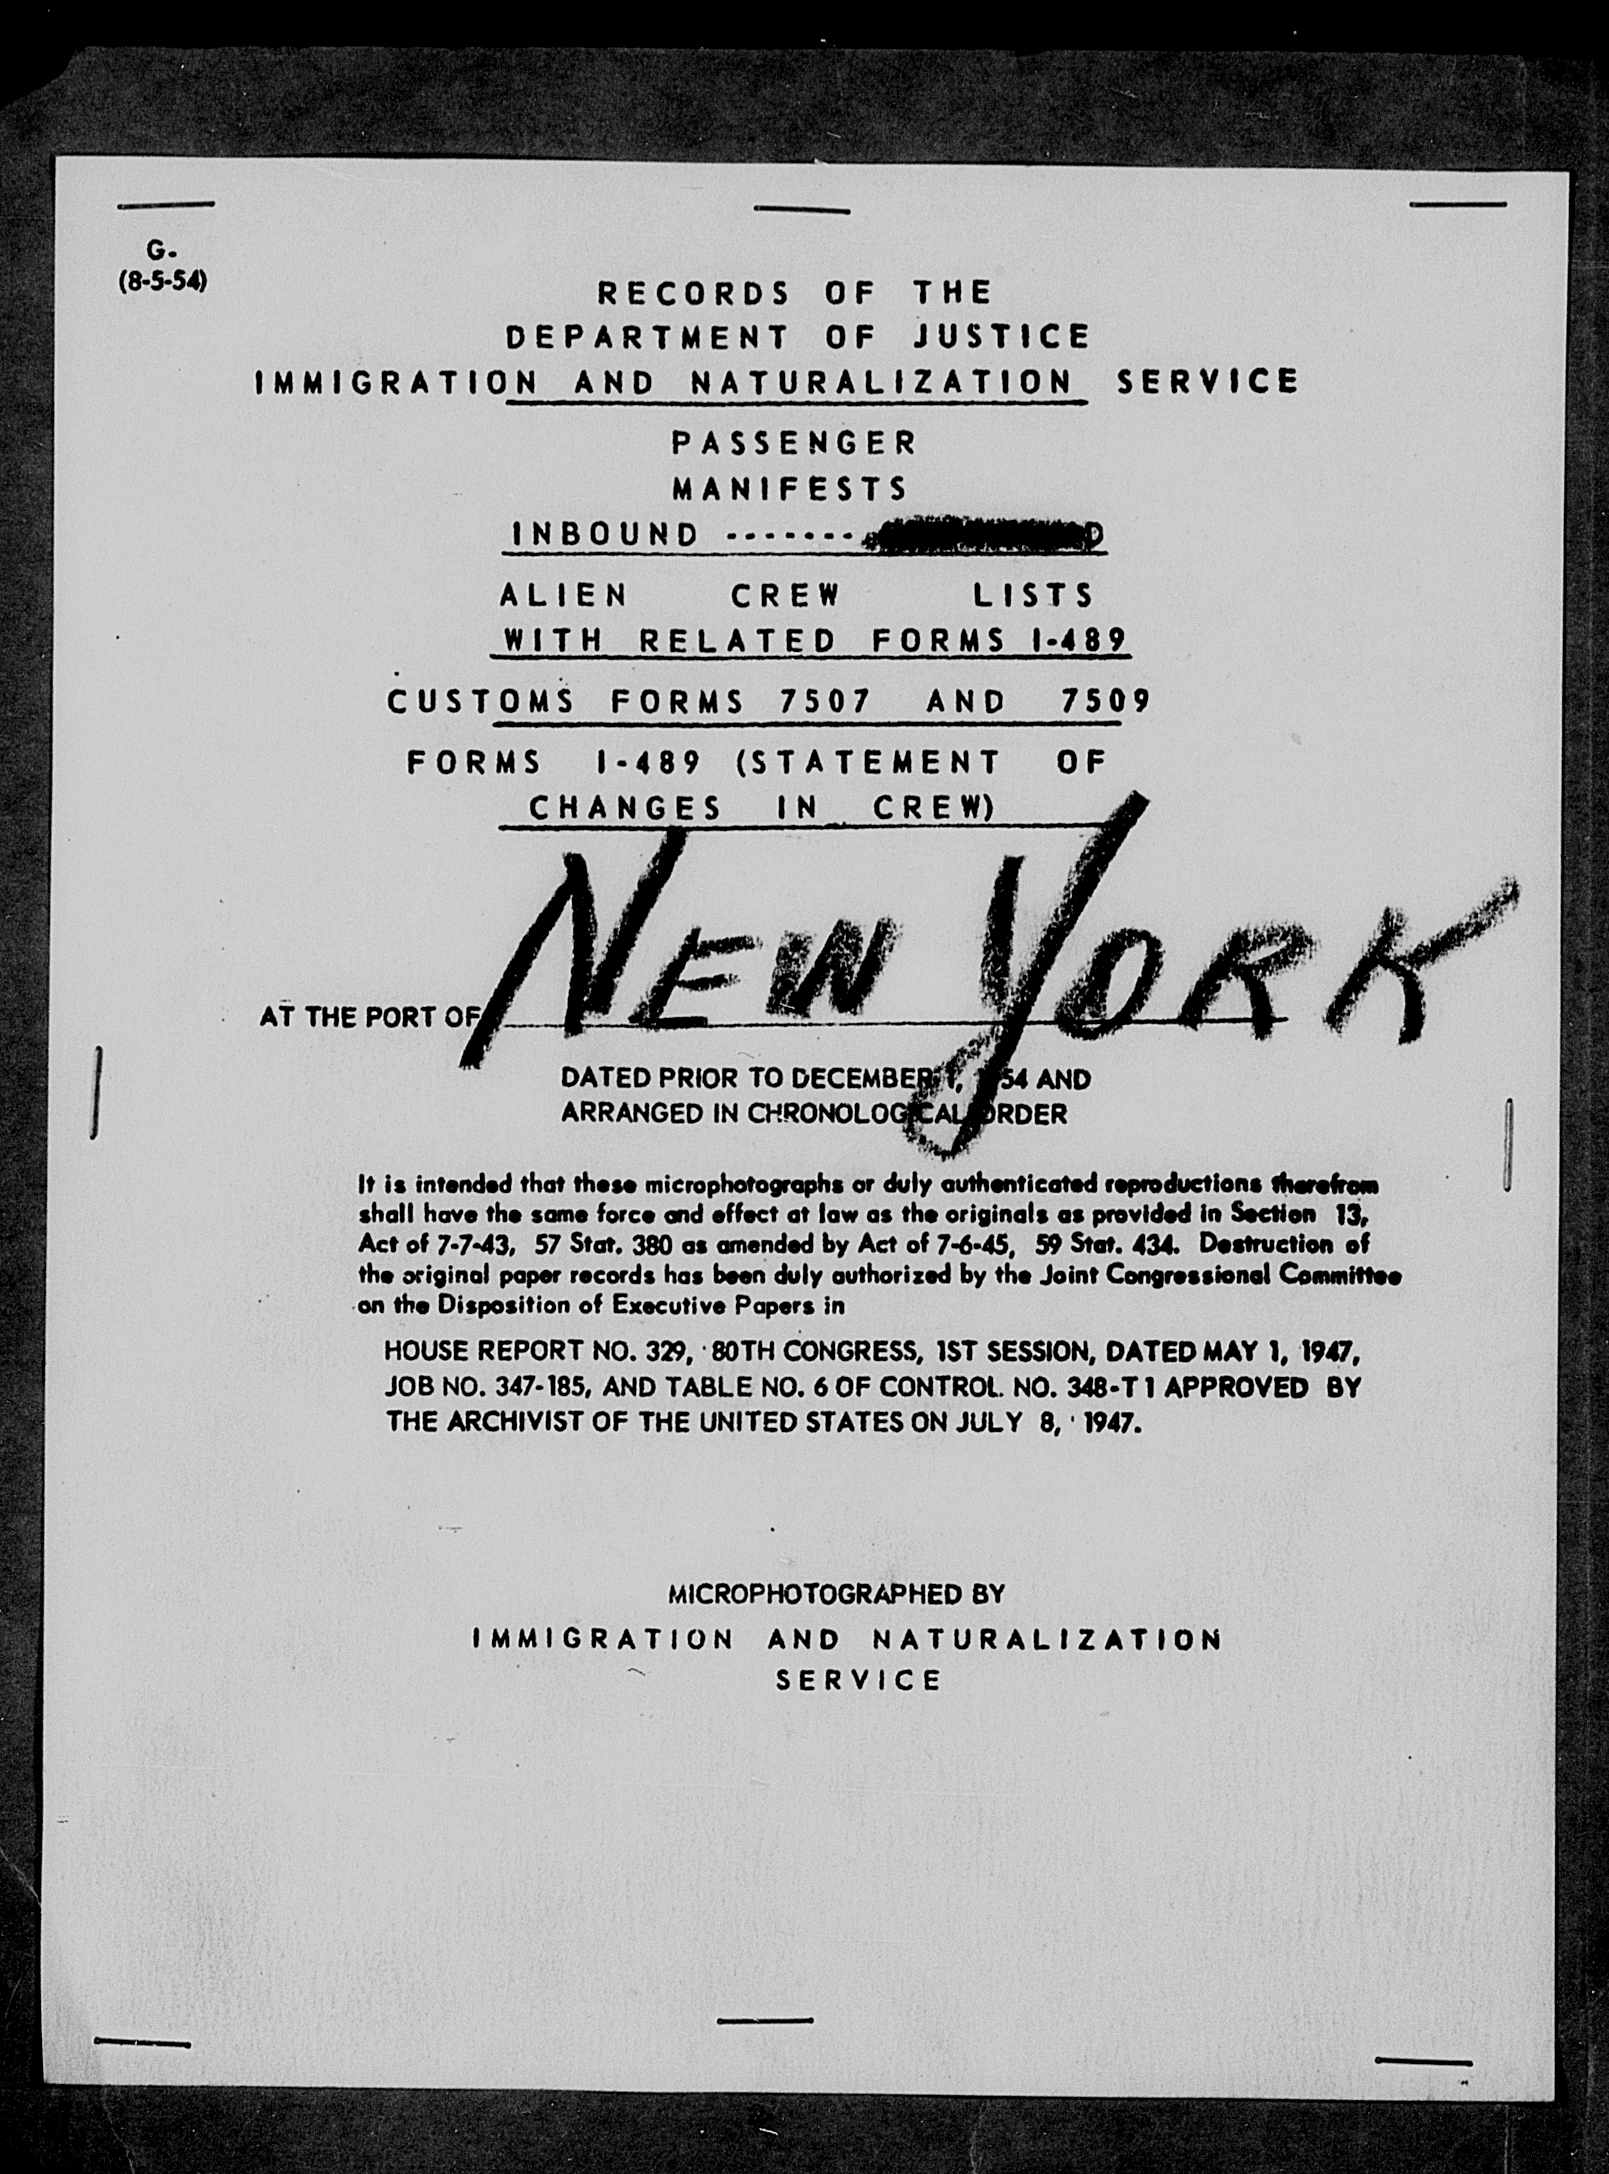 G-
(8-5-54)
RECORDS OF THE
DEPARTMENT OF JUSTICE
IMMIGRATION AND NATURALIZATION SERVICE
PASSENGER
MANIFESTS
INBOUND -------
ALIEN CREW LISTS
WITH RELATED FORMS I-489
CUSTOMS FORMS 7507 AND 7509
FORMS I-489 (STATEMENT OF
CHANGES IN CREW)
AT THE PORT OF NEW YORK
DATED PRIOR TO DECEMBER 1, 1954 AND
ARRANGED IN CHRONOLOGICAL ORDER
It is intended that these microphotographs or duly authenticated reproductions therefrom
shall have the same force and effect at law as the originals as provided in Section 13,
Act of 7-7-43, 57 Stat. 380 as amended by Act of 7-6-45, 59 Stat. 434. Destruction of
the original paper records has been duly authorized by the Joint Congressional Committee
on the Disposition of Executive Papers in
HOUSE REPORT NO. 329, 80TH CONGRESS, 1ST SESSION, DATED MAY 1, 1947,
JOB NO. 347-185, AND TABLE NO. 6 OF CONTROL NO. 348-T1 APPROVED BY
THE ARCHIVIST OF THE UNITED STATES ON JULY 8, 1947.
MICROPHOTOGRAPHED BY
IMMIGRATION AND NATURALIZATION
SERVICE